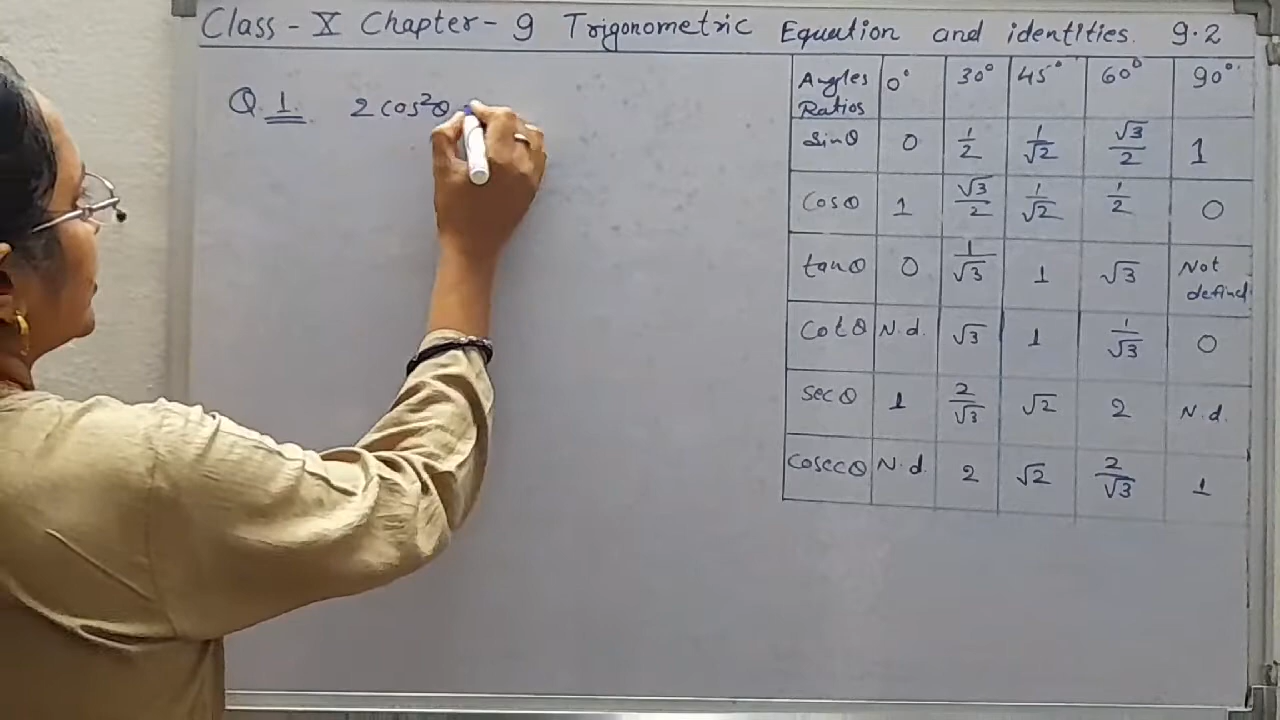 Class - X Chapter - 9 Trigonometric Equation and identities. 9.2
Q. 1. 2 cos²θ
Angles Ratios 0° 30° 45° 60° 90°
sinθ 0 1/2 1/√2 √3/2 1
cosθ 1 √3/2 1/√2 1/2 0
tanθ 0 1/√3 1 √3 Not defind
cotθ N.d. √3 1 1/√3 0
secθ 1 2/√3 √2 2 N.d.
cosecθ N.d. 2 √2 2/√3 1